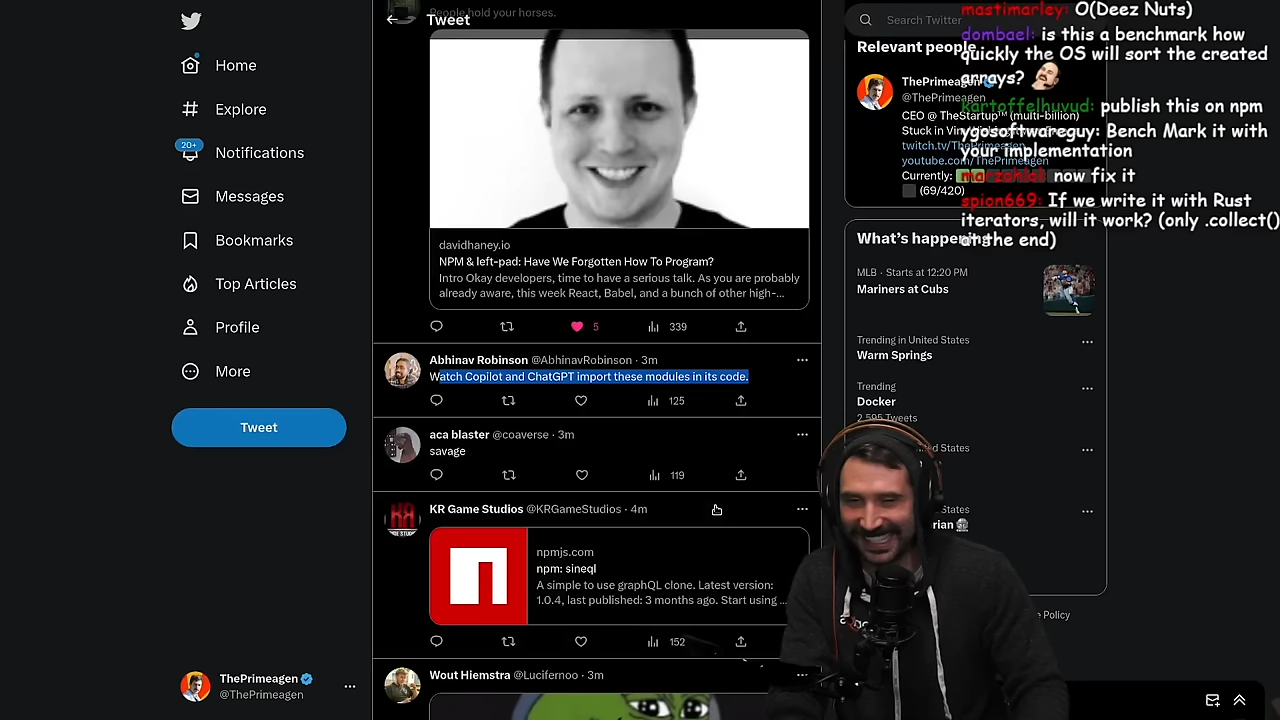 People hold your horses.
Tweet
Home
Explore
20+
Notifications
Messages
Bookmarks
Top Articles
Profile
More
Tweet
ThePrimeagen
@ThePrimeagen
davidhaney.io
NPM & left-pad: Have We Forgotten How To Program?
Intro Okay developers, time to have a serious talk. As you are probably
already aware, this week React, Babel, and a bunch of other high-...
5
339
Abhinav Robinson @AbhinavRobinson · 3m
Watch Copilot and ChatGPT import these modules in its code.
125
aca blaster @coaverse · 3m
savage
119
KR Game Studios @KRGameStudios · 4m
npmjs.com
npm: sineql
A simple to use graphQL clone. Latest version:
1.0.4, last published: 3 months ago. Start using ...
152
Wout Hiemstra @Lucifernoo · 3m
Search Twitter
Relevant people
ThePrimeagen
@ThePrimeagen
CEO @ TheStartup™ (multi-billion)
Stuck in Vim
twitch.tv/ThePrimeagen
youtube.com/ThePrimeagen
Currently:
(69/420)
What's happening
MLB · Starts at 12:20 PM
Mariners at Cubs
Trending in United States
Warm Springs
Trending
Docker
2,595 Tweets
Policy
mastimarley: O(Deez Nuts)
dombael: is this a benchmark how
quickly the OS will sort the created
arrays?
kartoffelhuvud: publish this on npm
ygosoftwareguy: Bench Mark it with
your implementation
now fix it
spion669: If we write it with Rust
iterators, will it work? (only .collect()
at the end)